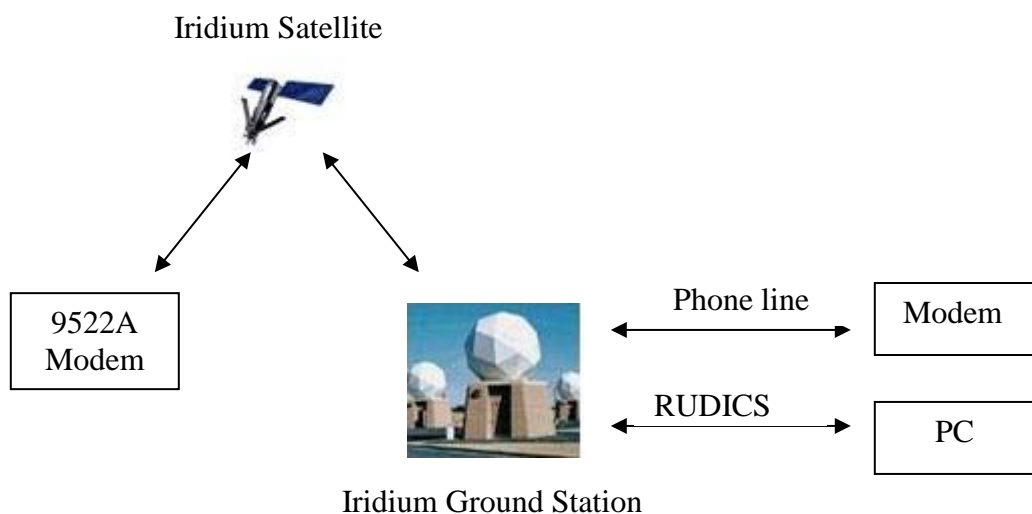 Iridium Satellite
9522A
Modem
Phone line
Modem
RUDICS
PC
Iridium Ground Station